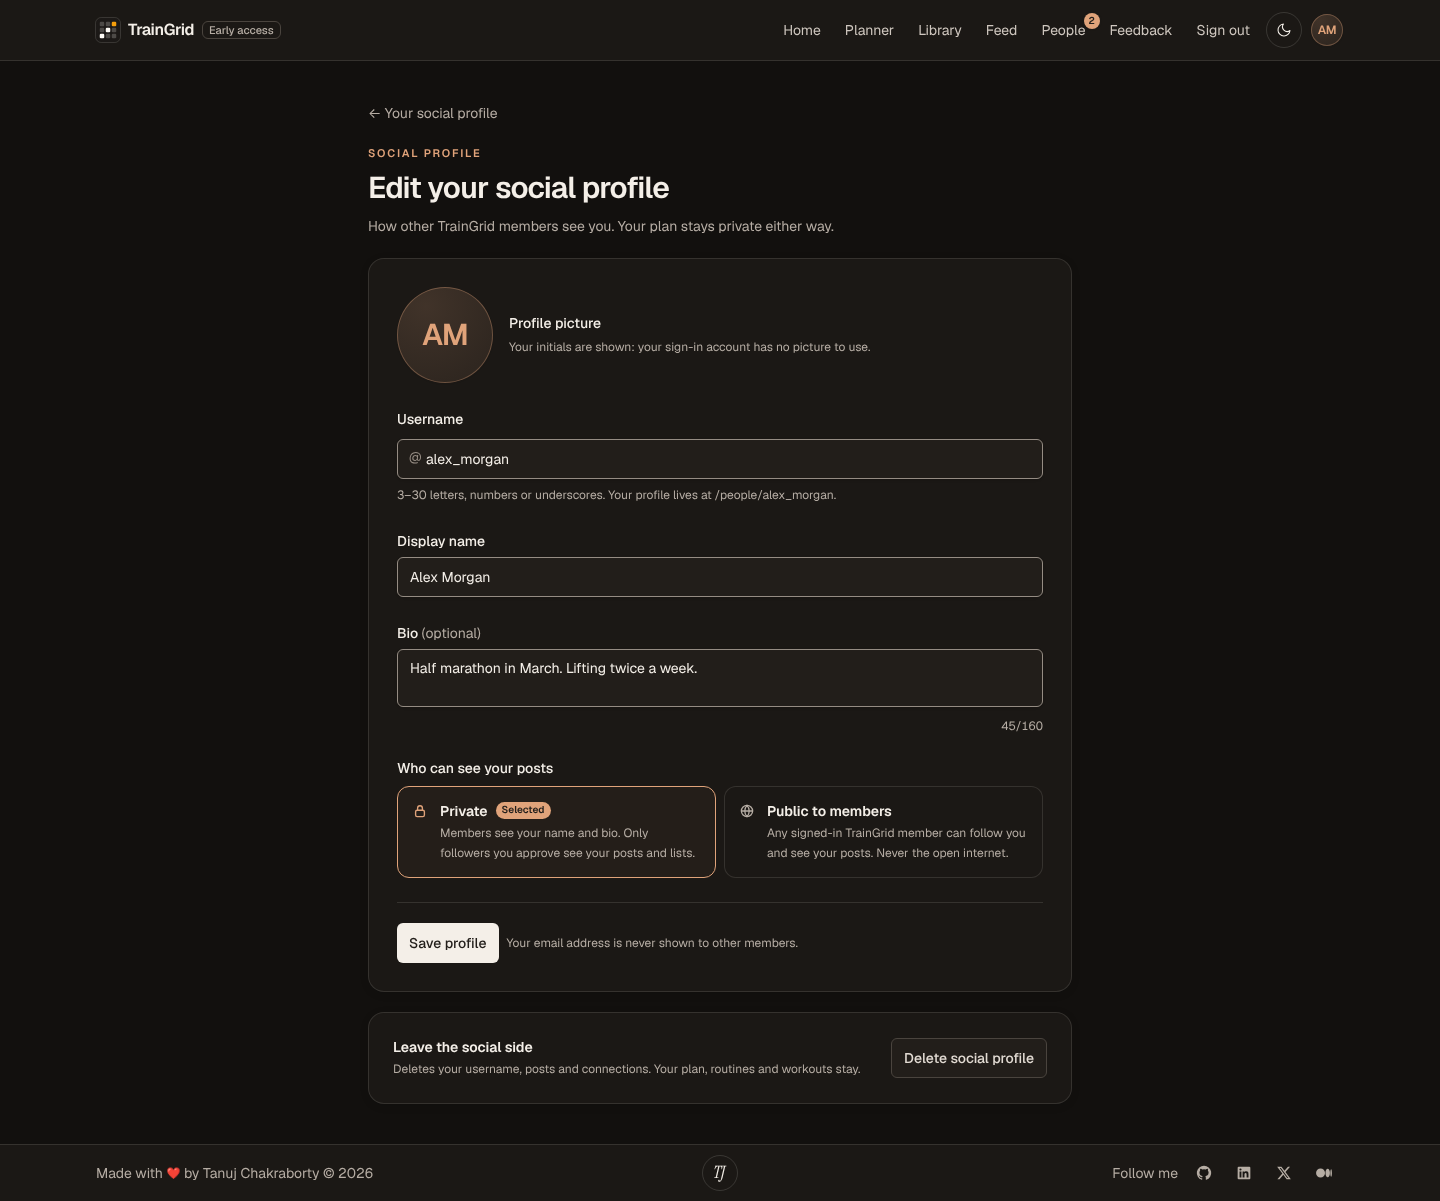 TrainGrid Early access
Home Planner Library Feed People 2 Feedback Sign out AM
← Your social profile
SOCIAL PROFILE
Edit your social profile
How other TrainGrid members see you. Your plan stays private either way.
AM
Profile picture
Your initials are shown: your sign-in account has no picture to use.
Username
@ alex_morgan
3–30 letters, numbers or underscores. Your profile lives at /people/alex_morgan.
Display name
Alex Morgan
Bio (optional)
Half marathon in March. Lifting twice a week.
45/160
Who can see your posts
Private Selected
Members see your name and bio. Only
followers you approve see your posts and lists.
Public to members
Any signed-in TrainGrid member can follow you
and see your posts. Never the open internet.
Save profile Your email address is never shown to other members.
Leave the social side
Deletes your username, posts and connections. Your plan, routines and workouts stay.
Delete social profile
Made with ❤️ by Tanuj Chakraborty © 2026
TJ
Follow me